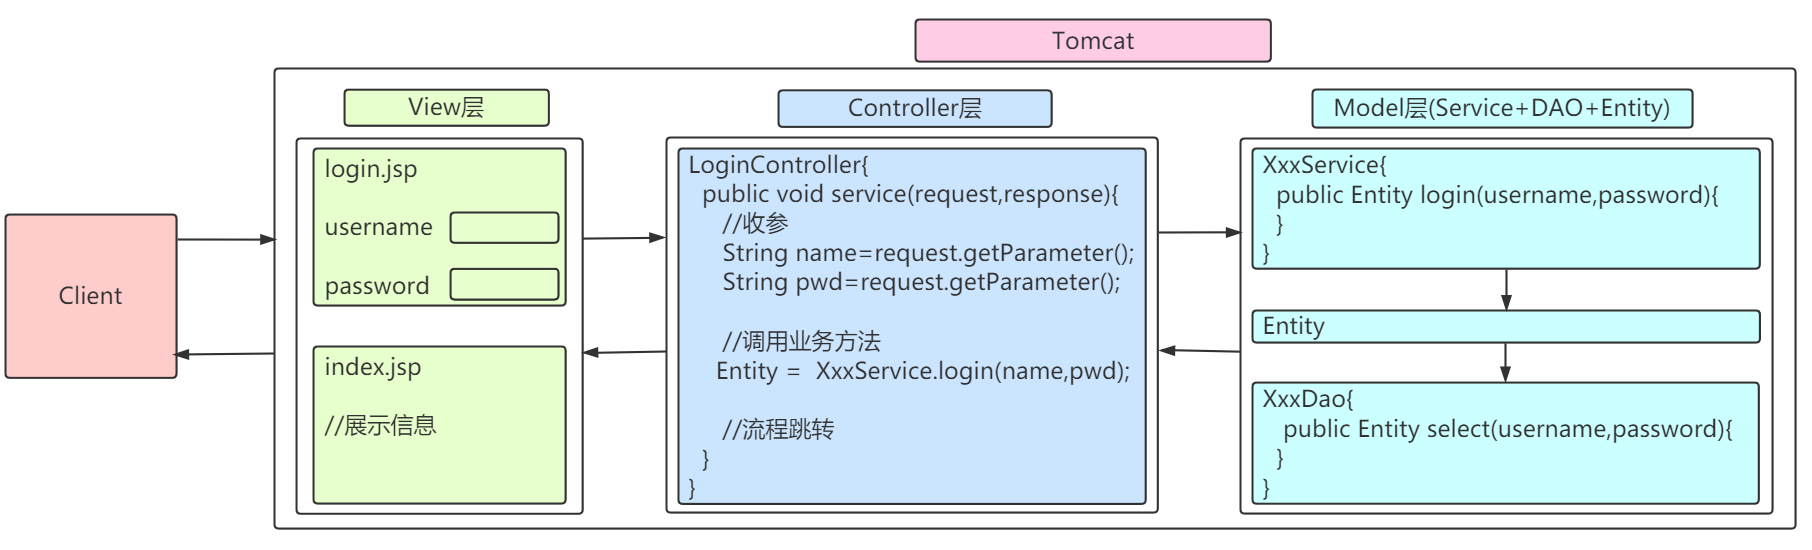 Tomcat
View层
Controller层
Model层(Service+DAO+Entity)
Client
login.jsp
username
password
index.jsp
//展示信息
LoginController{
public void service(request,response){
//收参
String name=request.getParameter();
String pwd=request.getParameter();
//调用业务方法
Entity = XxxService.login(name,pwd);
//流程跳转
}
}
XxxService{
public Entity login(username,password){
}
}
Entity
XxxDao{
public Entity select(username,password){
}
}